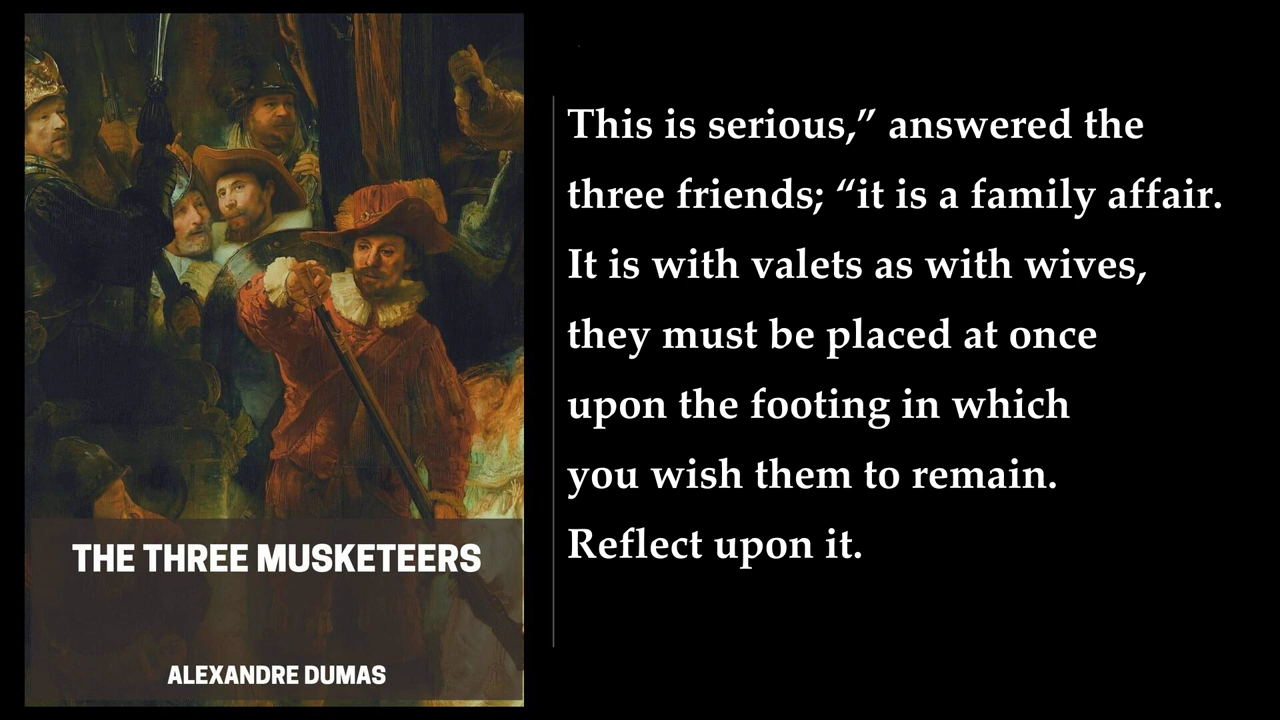 THE THREE MUSKETEERS
ALEXANDRE DUMAS
This is serious,” answered the
three friends; “it is a family affair.
It is with valets as with wives,
they must be placed at once
upon the footing in which
you wish them to remain.
Reflect upon it.